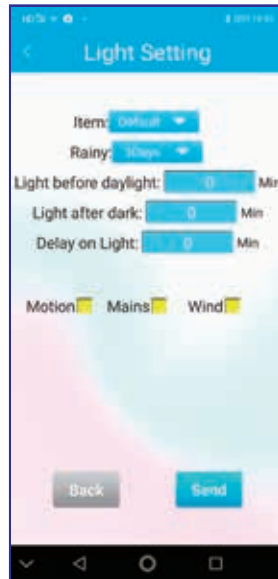 Light Setting
Item: Default
Rainy: 3Days
Light before daylight: 0 Min
Light after dark: 0 Min
Delay on Light: 0 Min
Motion Mains Wind
Back Send